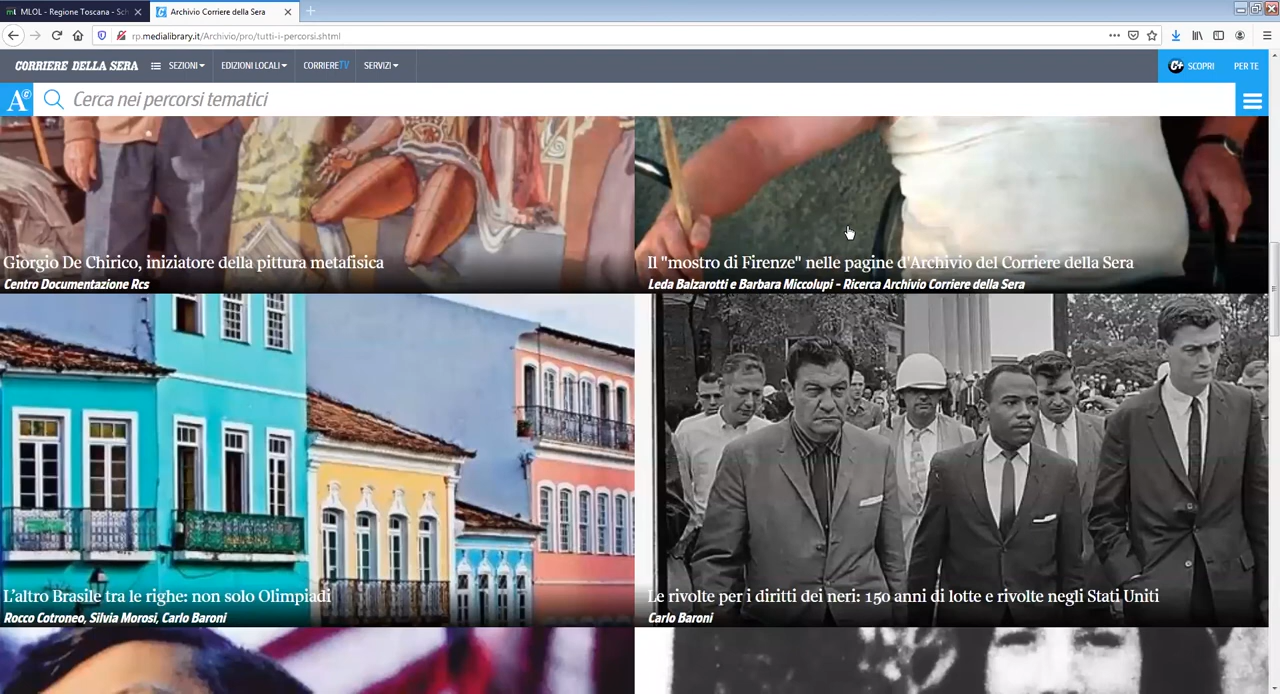 MLOL - Regione Toscana - Sch
Archivio Corriere della Sera
rp.medialibrary.it/Archivio/pro/tutti-i-percorsi.shtml
CORRIERE DELLA SERA SEZIONI EDIZIONI LOCALI CORRIERETV SERVIZI C+ SCOPRI PER TE
AC Cerca nei percorsi tematici
Giorgio De Chirico, iniziatore della pittura metafisica
Centro Documentazione Rcs
Il "mostro di Firenze" nelle pagine d'Archivio del Corriere della Sera
Leda Balzarotti e Barbara Miccolupi - Ricerca Archivio Corriere della Sera
L'altro Brasile tra le righe: non solo Olimpiadi
Rocco Cotroneo, Silvia Morosi, Carlo Baroni
Le rivolte per i diritti dei neri: 150 anni di lotte e rivolte negli Stati Uniti
Carlo Baroni